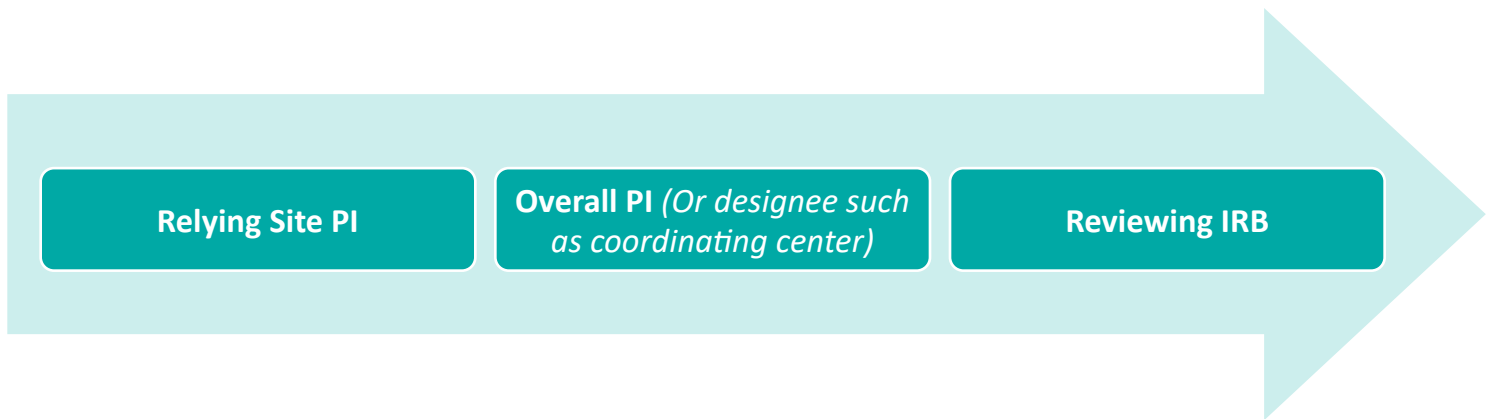 Relying Site PI
Overall PI (Or designee such
as coordinating center)
Reviewing IRB